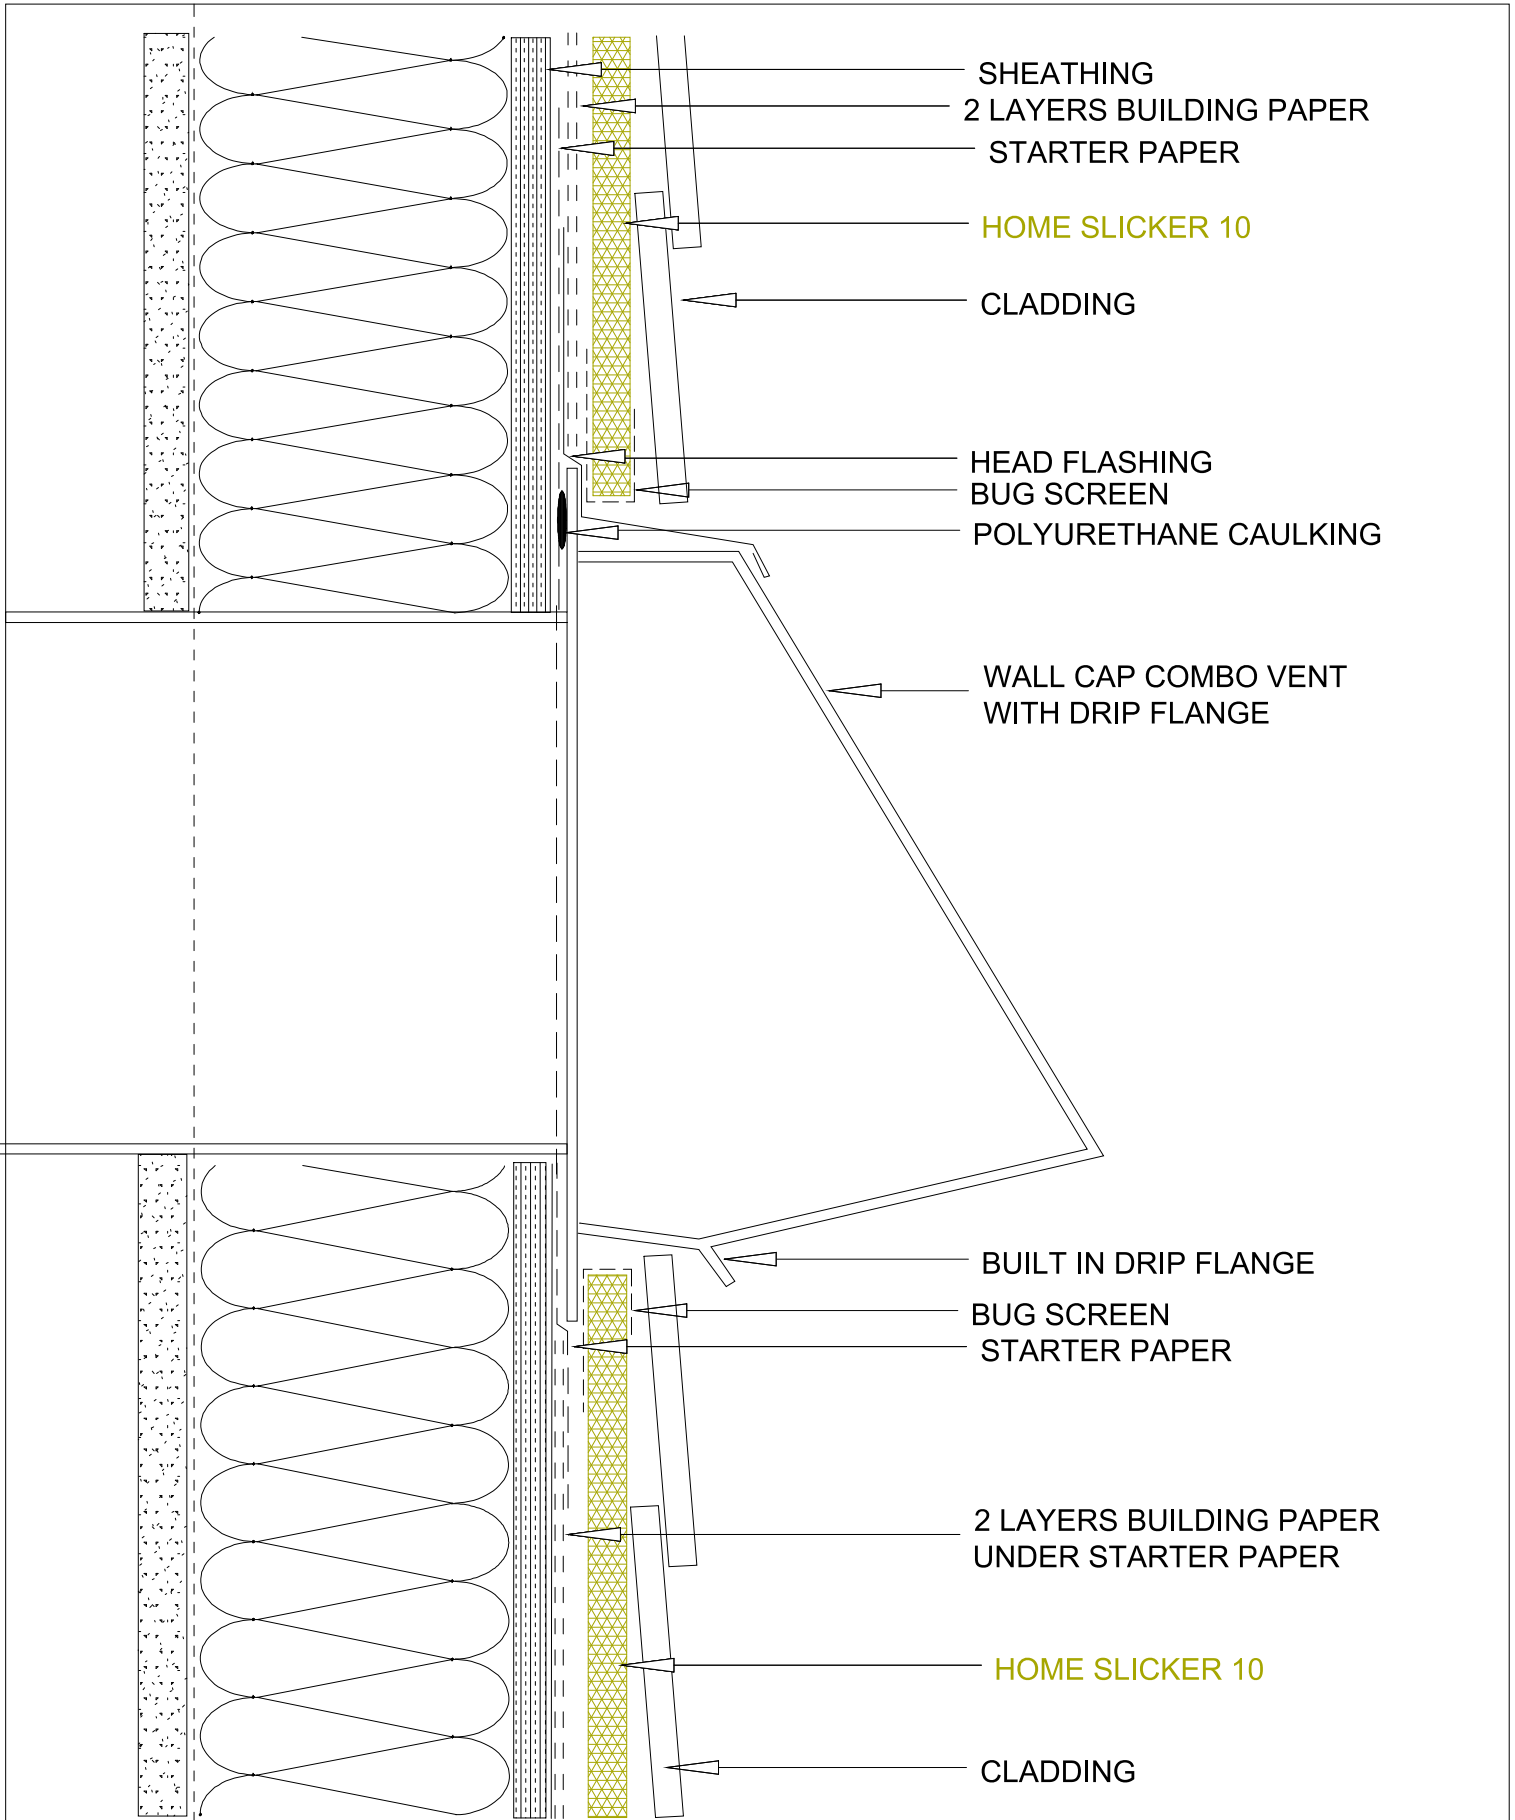 SHEATHING
2 LAYERS BUILDING PAPER
STARTER PAPER
HOME SLICKER 10
CLADDING
HEAD FLASHING
BUG SCREEN
POLYURETHANE CAULKING
WALL CAP COMBO VENT
WITH DRIP FLANGE
BUILT IN DRIP FLANGE
BUG SCREEN
STARTER PAPER
2 LAYERS BUILDING PAPER
UNDER STARTER PAPER
HOME SLICKER 10
CLADDING